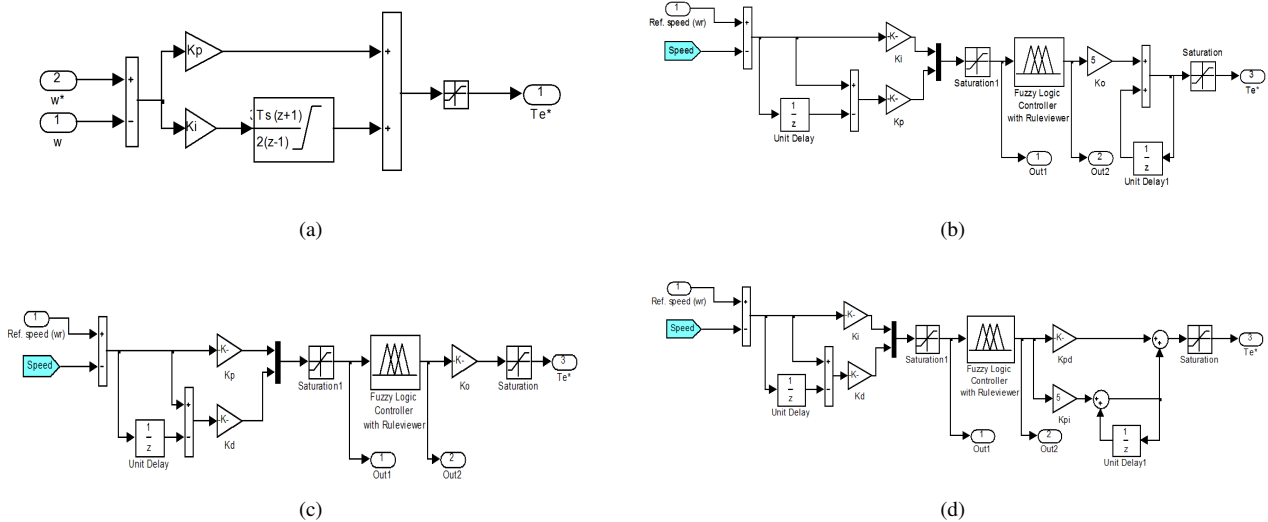 2
w*
1
w
+
−
Kp
Ki
Ts (z+1)
2(z-1)
+
+
1
Te*
(a)
1
Ref. speed (wr)
Speed
+
−
1
z
Unit Delay
+
−
-K-
Ki
-K-
Kp
Saturation1
Fuzzy Logic
Controller
with Ruleviewer
5
Ko
+
+
Saturation
3
Te*
1
Out1
2
Out2
1
z
Unit Delay1
(b)
1
Ref. speed (wr)
Speed
+
−
1
z
Unit Delay
+
−
-K-
Kp
-K-
Kd
Saturation1
Fuzzy Logic
Controller
with Ruleviewer
K-
Ko
Saturation
3
Te*
1
Out1
2
Out2
(c)
1
Ref. speed (wr)
Speed
+
−
1
z
Unit Delay
+
−
-K-
Ki
-K-
Kd
Saturation1
Fuzzy Logic
Controller
with Ruleviewer
-K-
Kpd
5
Kpi
+
+
+
+
Saturation
3
Te*
1
Out1
2
Out2
1
z
Unit Delay1
(d)